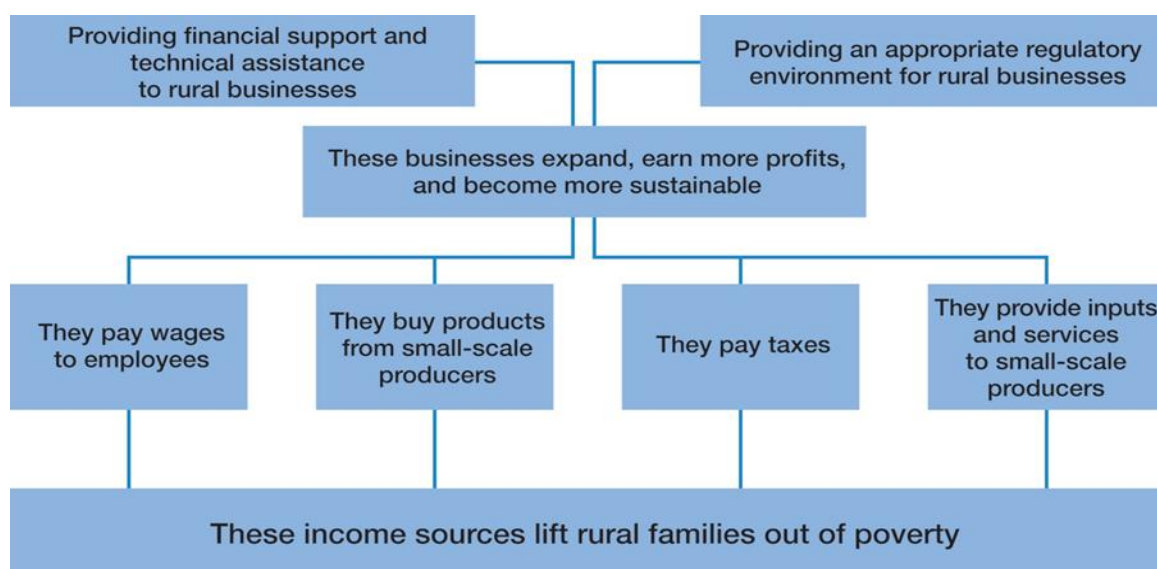 Providing financial support and
technical assistance
to rural businesses
Providing an appropriate regulatory
environment for rural businesses
These businesses expand, earn more profits,
and become more sustainable
They pay wages
to employees
They buy products
from small-scale
producers
They pay taxes
They provide inputs
and services
to small-scale
producers
These income sources lift rural families out of poverty